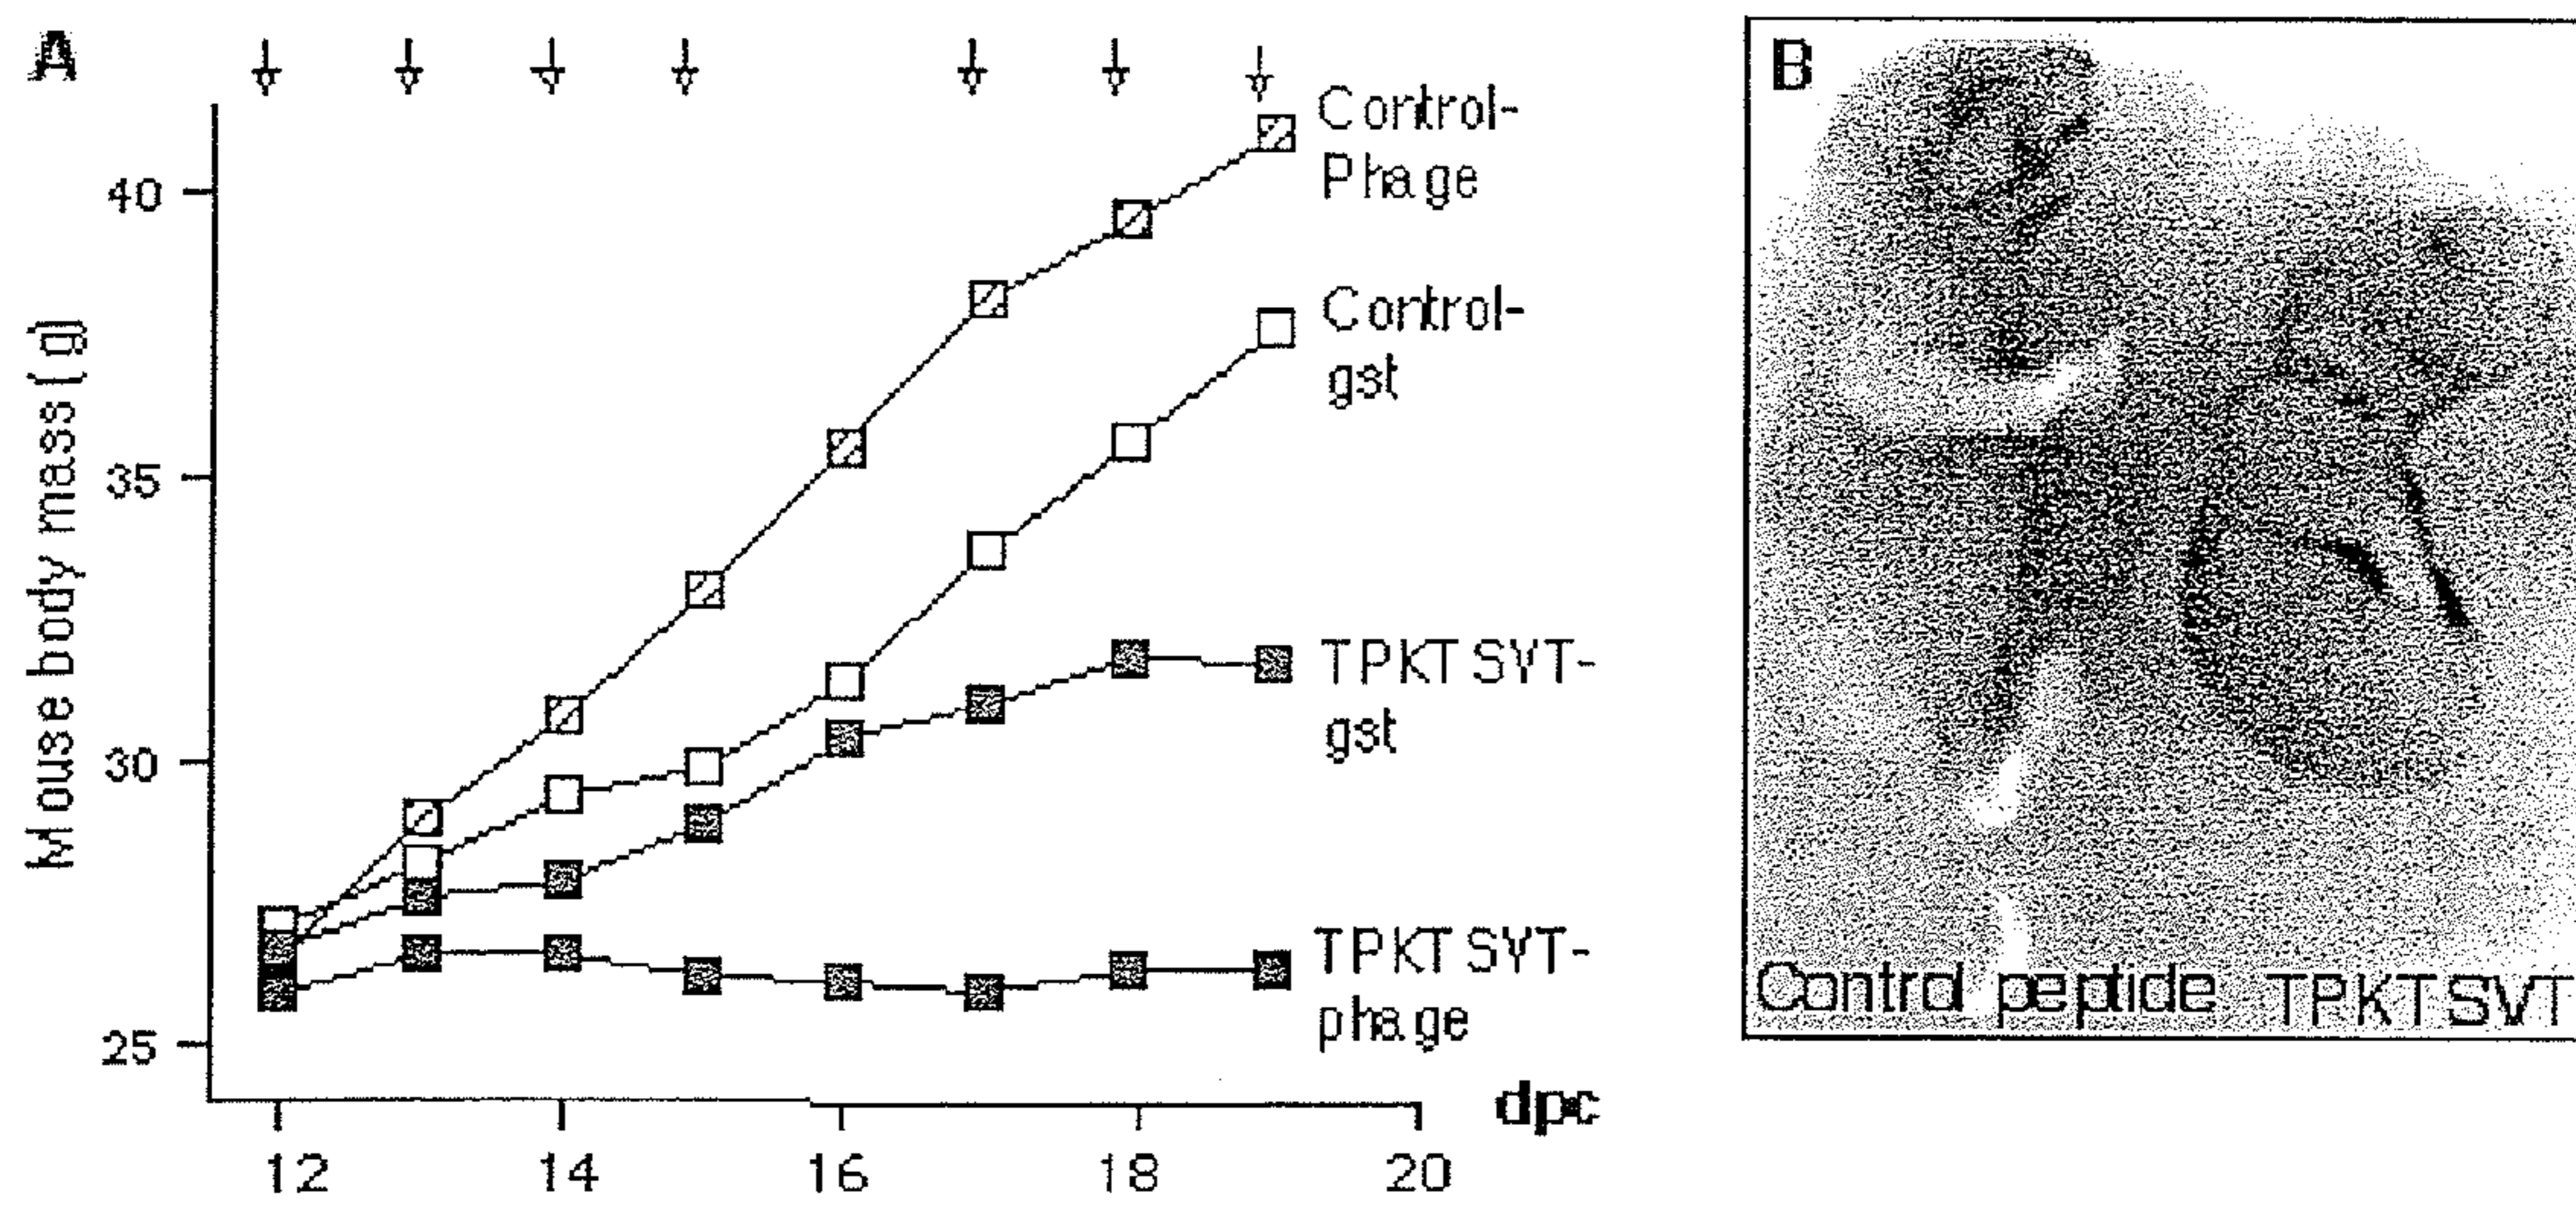 A
Control-
Phage
40
Control-
gst
35
Mouse body mass (g)
TPKTSVT-
gst
30
TPKTSVT-
phage
25
dpc
12 14 16 18 20
B
Control peptide TPKTSVT